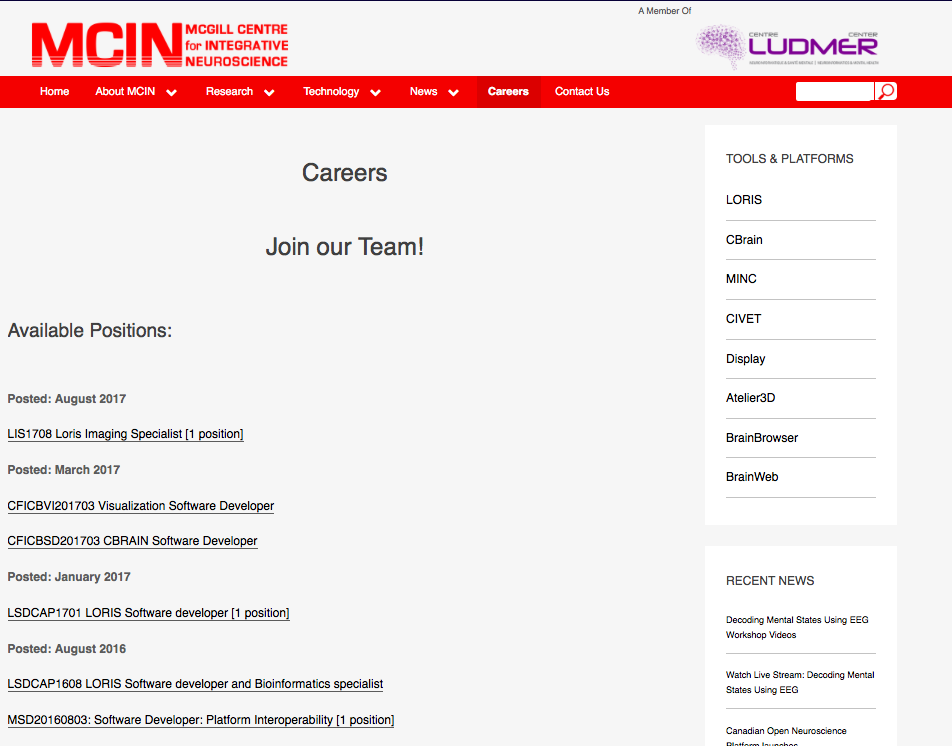 A Member Of
MCIN
MCGILL CENTRE
for INTEGRATIVE
NEUROSCIENCE
CENTRE CENTER
LUDMER
Home About MCIN Research Technology News Careers Contact Us
Careers
Join our Team!
Available Positions:
Posted: August 2017
LIS1708 Loris Imaging Specialist [1 position]
Posted: March 2017
CFICBVI201703 Visualization Software Developer
CFICBSD201703 CBRAIN Software Developer
Posted: January 2017
LSDCAP1701 LORIS Software developer [1 position]
Posted: August 2016
LSDCAP1608 LORIS Software developer and Bioinformatics specialist
MSD20160803: Software Developer: Platform Interoperability [1 position]
TOOLS & PLATFORMS
LORIS
CBrain
MINC
CIVET
Display
Atelier3D
BrainBrowser
BrainWeb
RECENT NEWS
Decoding Mental States Using EEG
Workshop Videos
Watch Live Stream: Decoding Mental
States Using EEG
Canadian Open Neuroscience
Platform launches